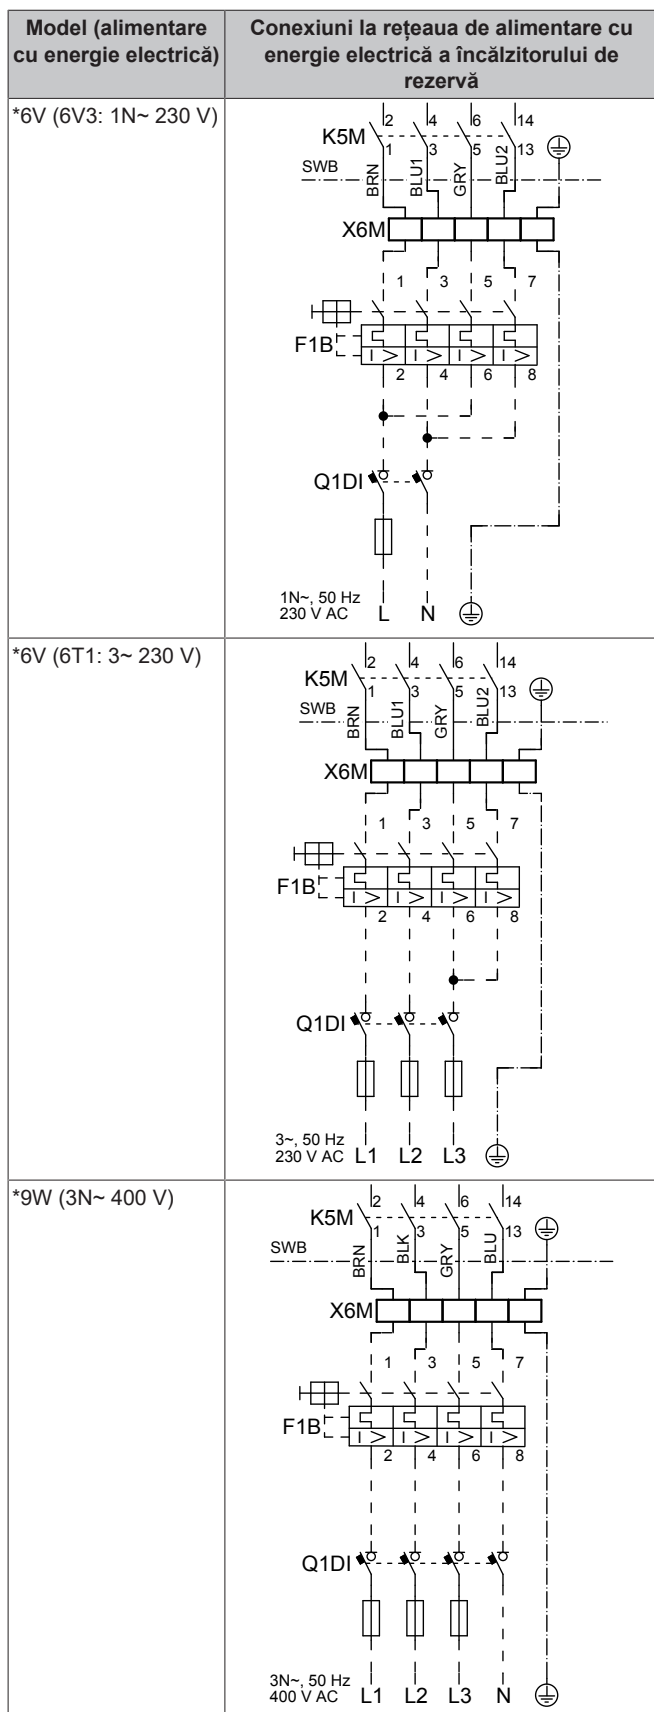 Model (alimentare
cu energie electrică)
Conexiuni la rețeaua de alimentare cu
energie electrică a încălzitorului de
rezervă
*6V (6V3: 1N~ 230 V)
2 4 6 14
K5M
1 3 5 13
SWB
BRN BLU1 GRY BLU2
X6M
1 3 5 7
F1B
I > I > I > I >
2 4 6 8
Q1DI
1N~, 50 Hz
230 V AC
L N
*6V (6T1: 3~ 230 V)
2 4 6 14
K5M
1 3 5 13
SWB
BRN BLU1 GRY BLU2
X6M
1 3 5 7
F1B
I > I > I > I >
2 4 6 8
Q1DI
3~, 50 Hz
230 V AC
L1 L2 L3
*9W (3N~ 400 V)
2 4 6 14
K5M
1 3 5 13
SWB
BRN BLK GRY BLU
X6M
1 3 5 7
F1B
I > I > I > I >
2 4 6 8
Q1DI
3N~, 50 Hz
400 V AC
L1 L2 L3 N